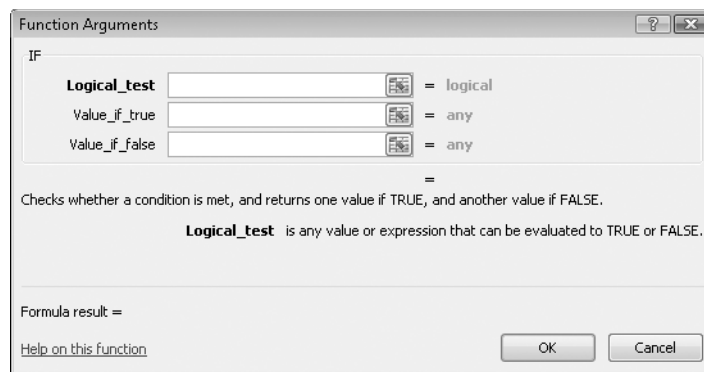 Function Arguments
IF
Logical_test = logical
Value_if_true = any
Value_if_false = any
=
Checks whether a condition is met, and returns one value if TRUE, and another value if FALSE.
Logical_test is any value or expression that can be evaluated to TRUE or FALSE.
Formula result =
Help on this function OK Cancel